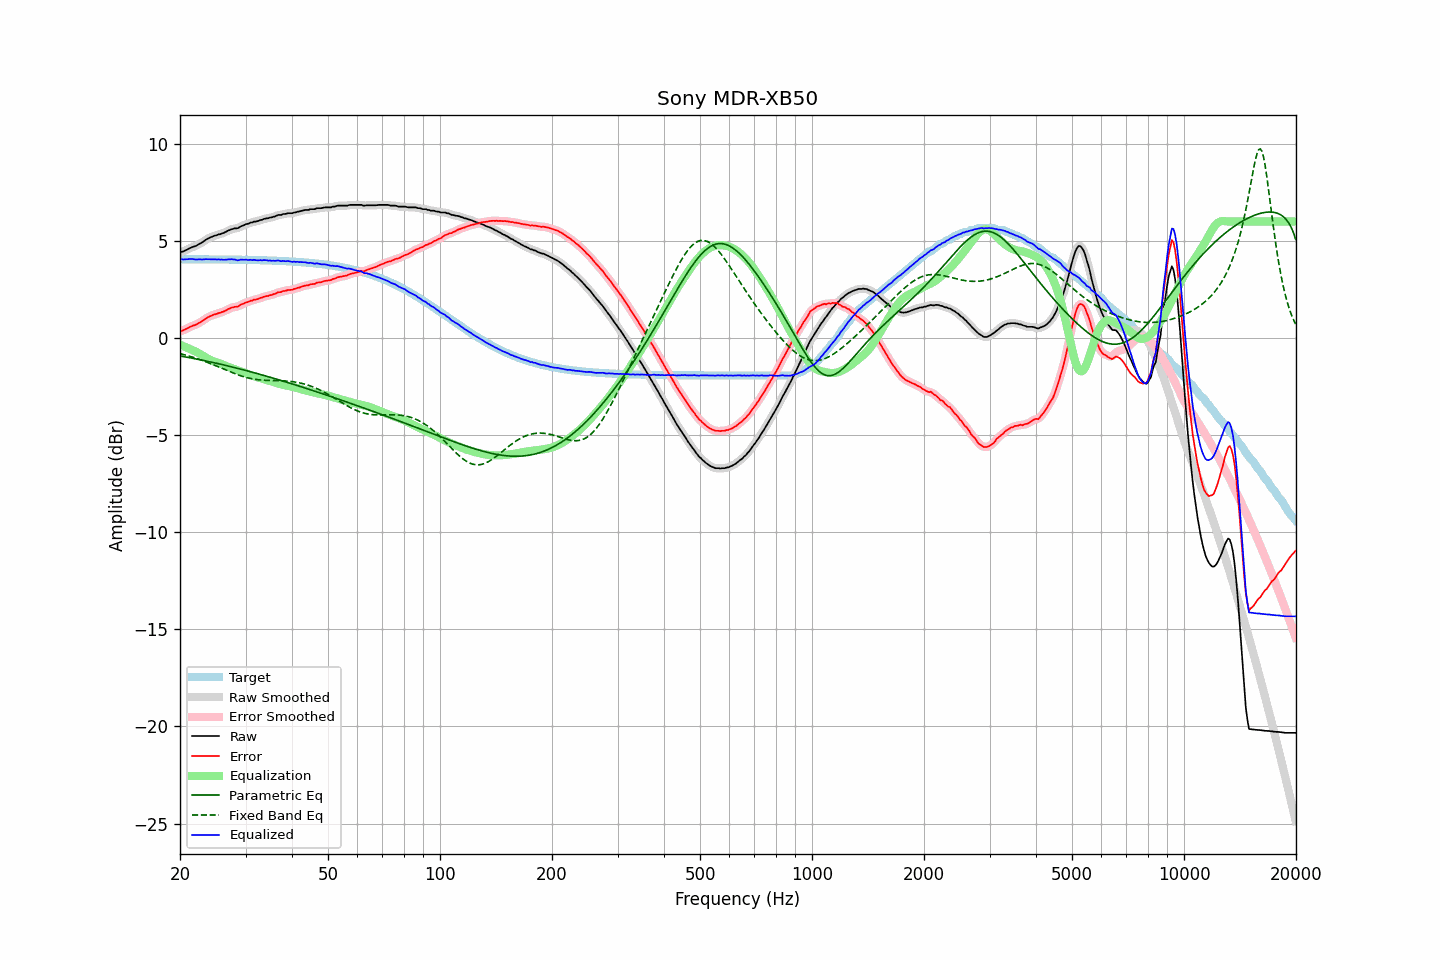 Sony MDR-XB50
Amplitude (dBr)
10
5
0
−5
−10
−15
−20
−25
Target
Raw Smoothed
Error Smoothed
Raw
Error
Equalization
Parametric Eq
Fixed Band Eq
Equalized
20 50 100 200 500 1000 2000 5000 10000 20000
Frequency (Hz)